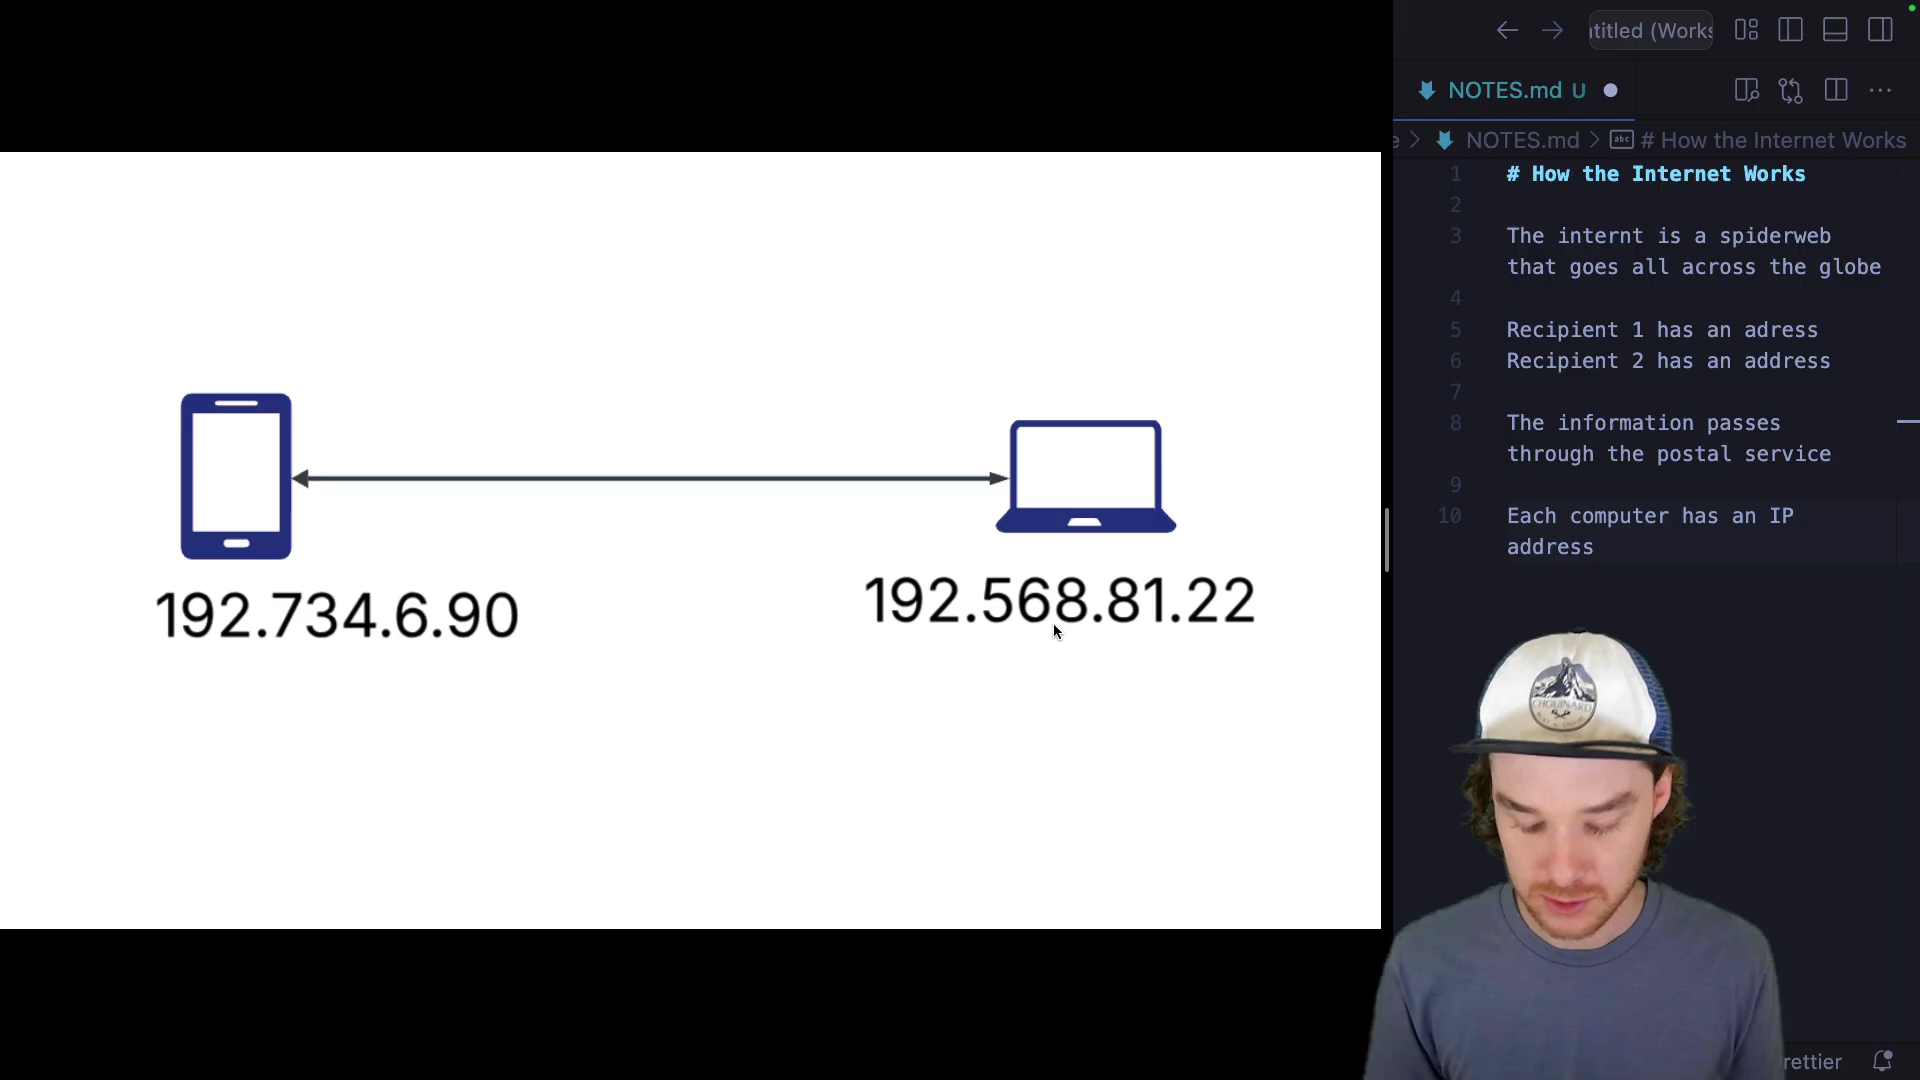 192.734.6.90
192.568.81.22
ntitled (Works
NOTES.md U
e > NOTES.md > abc # How the Internet Works
1 # How the Internet Works
2
3 The internt is a spiderweb
that goes all across the globe
4
5 Recipient 1 has an adress
6 Recipient 2 has an address
7
8 The information passes
through the postal service
9
10 Each computer has an IP
address
CHOUINARD
rettier